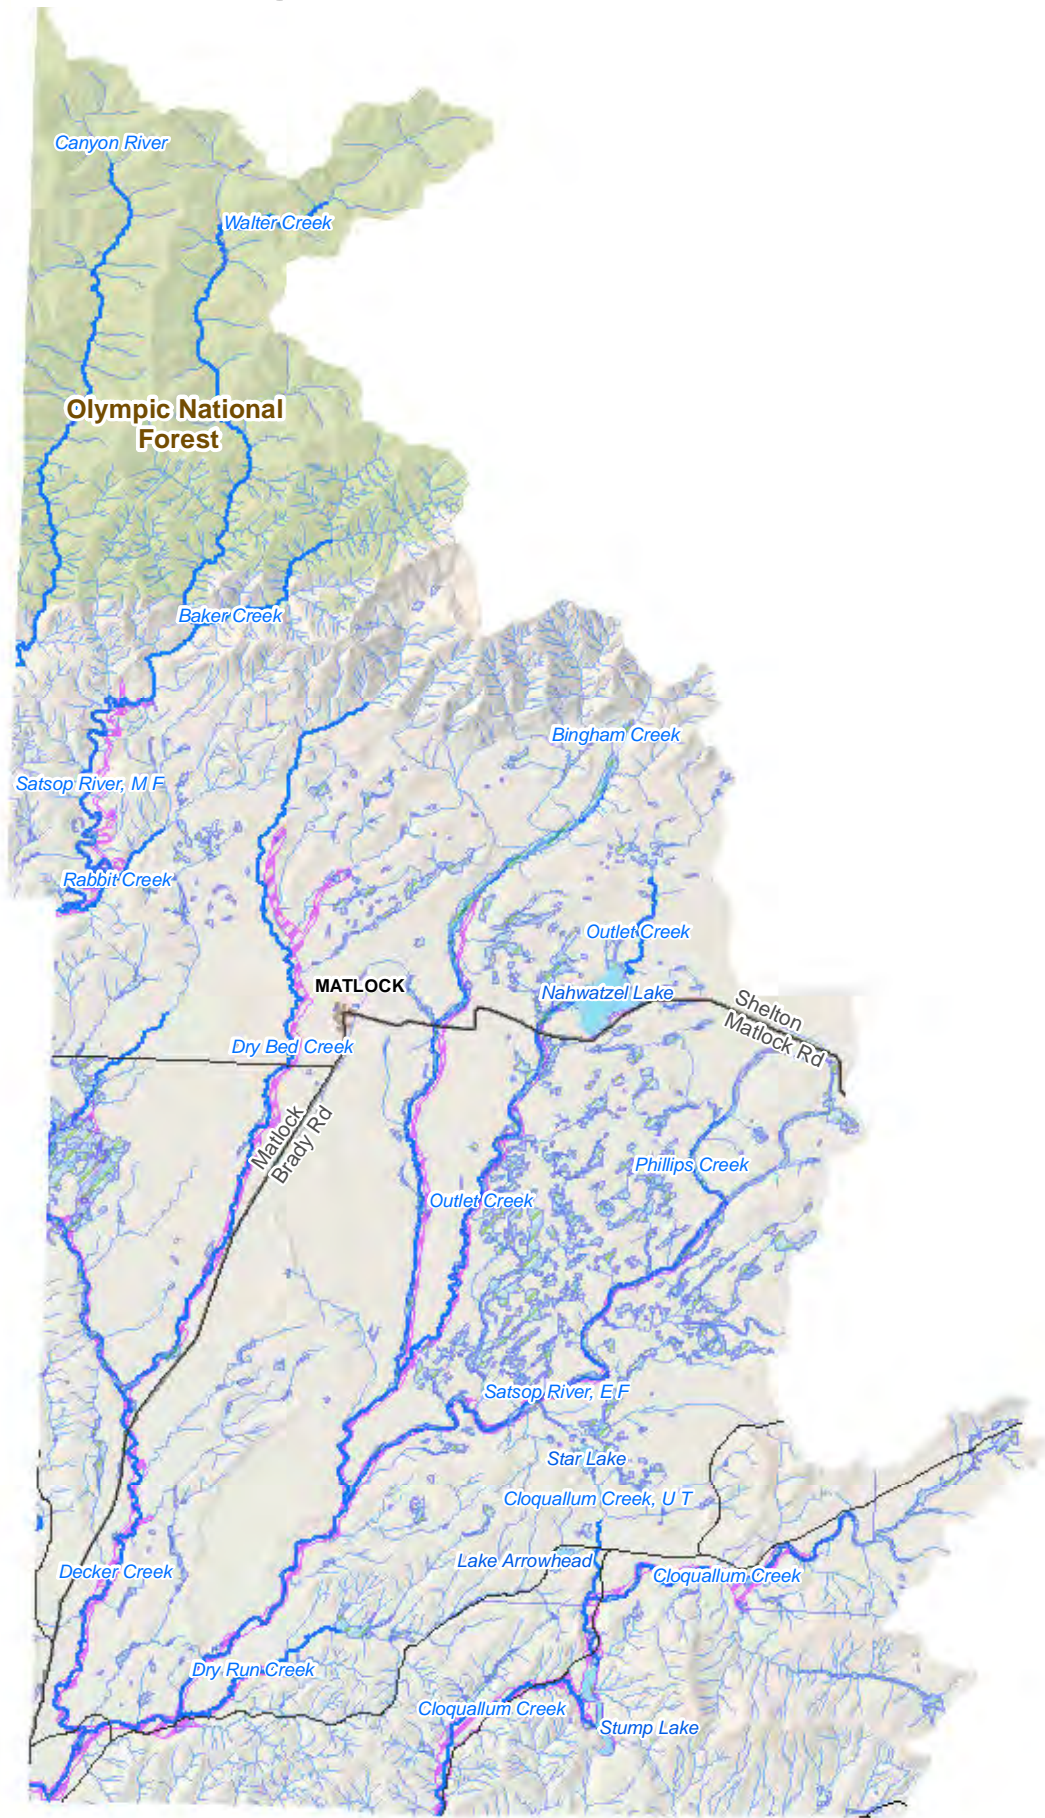 Canyon River
Walter Creek
Olympic National
Forest
Baker Creek
Bingham Creek
Satsop River, M F
Rabbit Creek
Outlet Creek
MATLOCK
Nahwatzel Lake
Shelton
Matlock Rd
Dry Bed Creek
Matlock
Brady Rd
Phillips Creek
Outlet Creek
Satsop River, E F
Star Lake
Cloquallum Creek, U T
Lake Arrowhead
Decker Creek
Cloquallum Creek
Dry Run Creek
Cloquallum Creek
Stump Lake